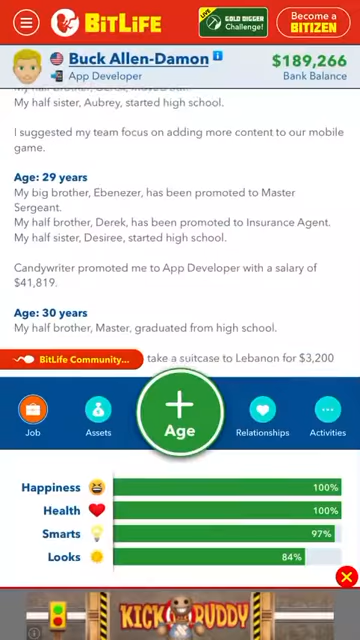 BitLife
LIVE
GOLD DIGGER
Challenge!
Become a
BITIZEN
Buck Allen-Damon i
$189,266
App Developer
Bank Balance
My half sister, Aubrey, started high school.
I suggested my team focus on adding more content to our mobile
game.
Age: 29 years
My big brother, Ebenezer, has been promoted to Master
Sergeant.
My half brother, Derek, has been promoted to Insurance Agent.
My half sister, Desiree, started high school.
Candywriter promoted me to App Developer with a salary of
$41,819.
Age: 30 years
My half brother, Master, graduated from high school.
BitLife Community...
take a suitcase to Lebanon for $3,200
+
Age
Job
Assets
Relationships
Activities
Happiness
100%
Health
100%
Smarts
97%
Looks
84%
KICK BUDDY